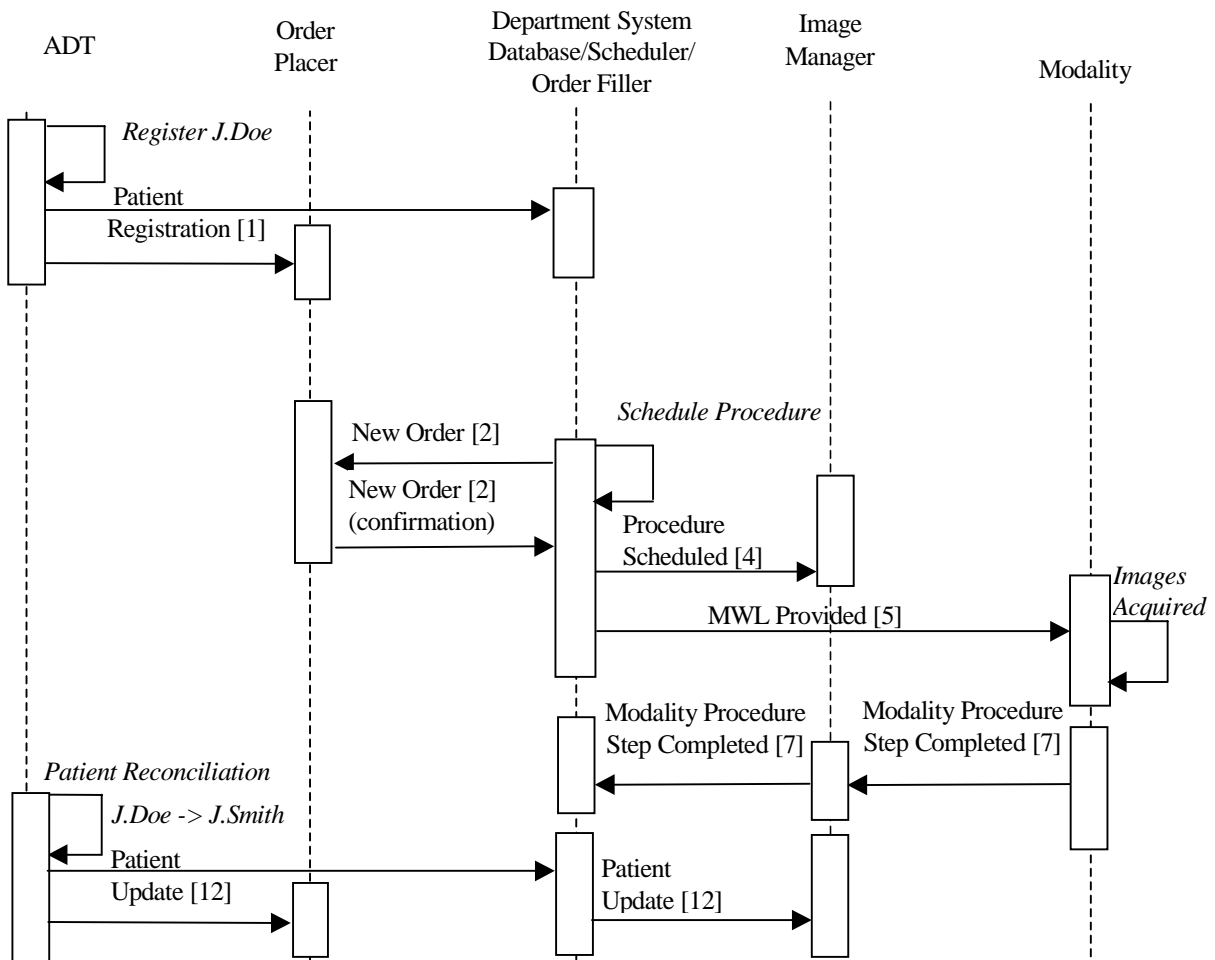 ADT
Order
Placer
Department System
Database/Scheduler/
Order Filler
Image
Manager
Modality
Register J.Doe
Patient
Registration [1]
Schedule Procedure
New Order [2]
New Order [2]
(confirmation)
Procedure
Scheduled [4]
Images
Acquired
MWL Provided [5]
Modality Procedure
Step Completed [7]
Modality Procedure
Step Completed [7]
Patient Reconciliation
J.Doe -> J.Smith
Patient
Update [12]
Patient
Update [12]